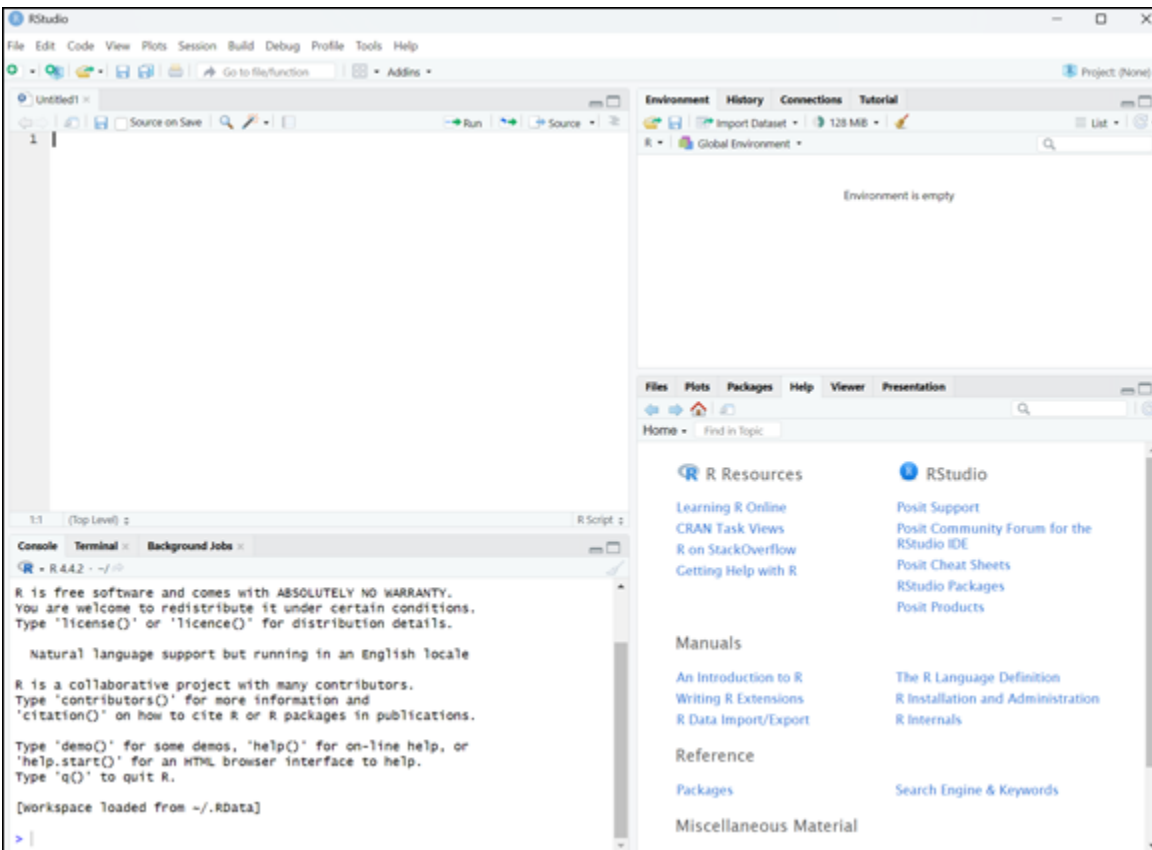 RStudio
File Edit Code View Plots Session Build Debug Profile Tools Help
Go to file/function Addins Project: (None)
Untitled1
Source on Save Run Source
1
1:1 (Top Level) R Script
Console Terminal Background Jobs
R 4.4.2 · ~/
R is free software and comes with ABSOLUTELY NO WARRANTY.
You are welcome to redistribute it under certain conditions.
Type 'license()' or 'licence()' for distribution details.
Natural language support but running in an English locale
R is a collaborative project with many contributors.
Type 'contributors()' for more information and
'citation()' on how to cite R or R packages in publications.
Type 'demo()' for some demos, 'help()' for on-line help, or
'help.start()' for an HTML browser interface to help.
Type 'q()' to quit R.
[Workspace loaded from ~/.RData]
>
Environment History Connections Tutorial
Import Dataset 128 MiB List
R Global Environment
Environment is empty
Files Plots Packages Help Viewer Presentation
Home Find in Topic
R Resources
Learning R Online
CRAN Task Views
R on StackOverflow
Getting Help with R
RStudio
Posit Support
Posit Community Forum for the
RStudio IDE
Posit Cheat Sheets
RStudio Packages
Posit Products
Manuals
An Introduction to R The R Language Definition
Writing R Extensions R Installation and Administration
R Data Import/Export R Internals
Reference
Packages Search Engine & Keywords
Miscellaneous Material